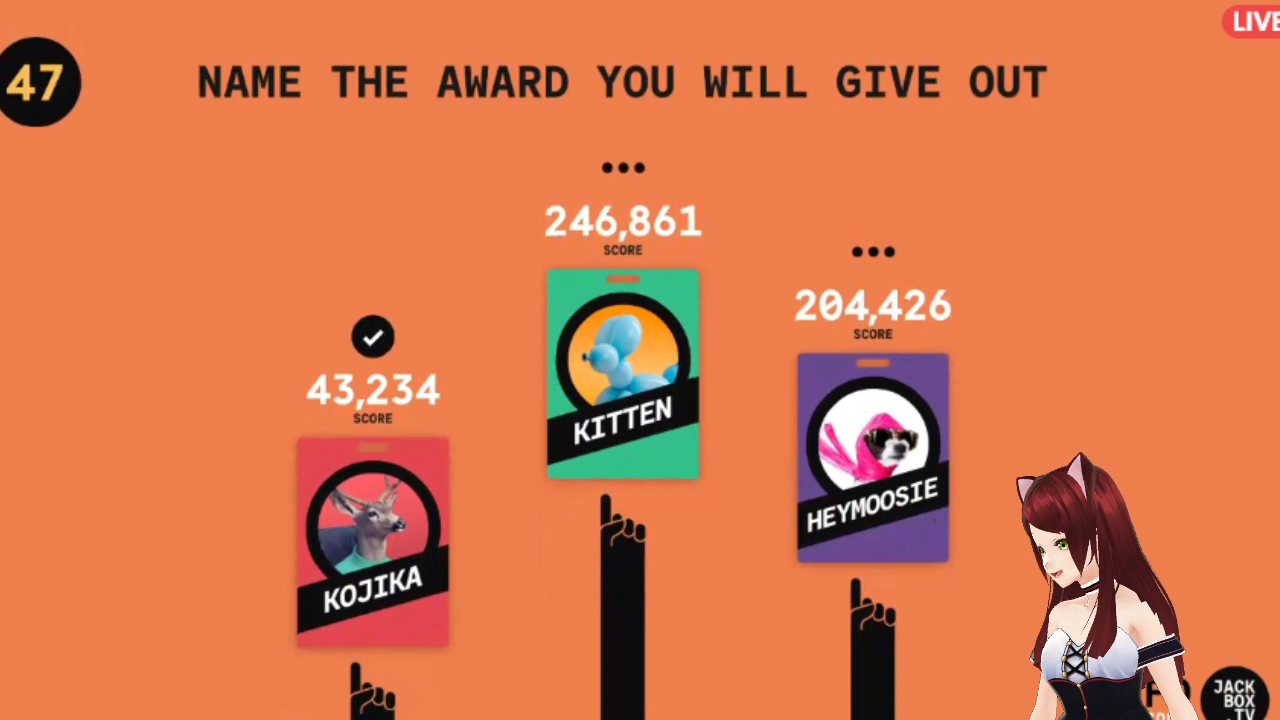 LIVE
47
NAME THE AWARD YOU WILL GIVE OUT
246,861
SCORE
204,426
SCORE
43,234
SCORE
KITTEN
HEYMOOSIE
KOJIKA
JACK
BOX
TV